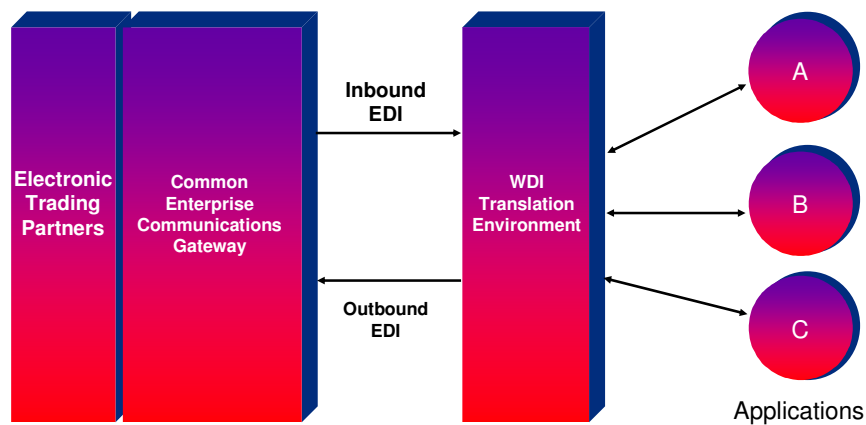 Electronic
Trading
Partners
Common
Enterprise
Communications
Gateway
Inbound
EDI
Outbound
EDI
WDI
Translation
Environment
A
B
C
Applications